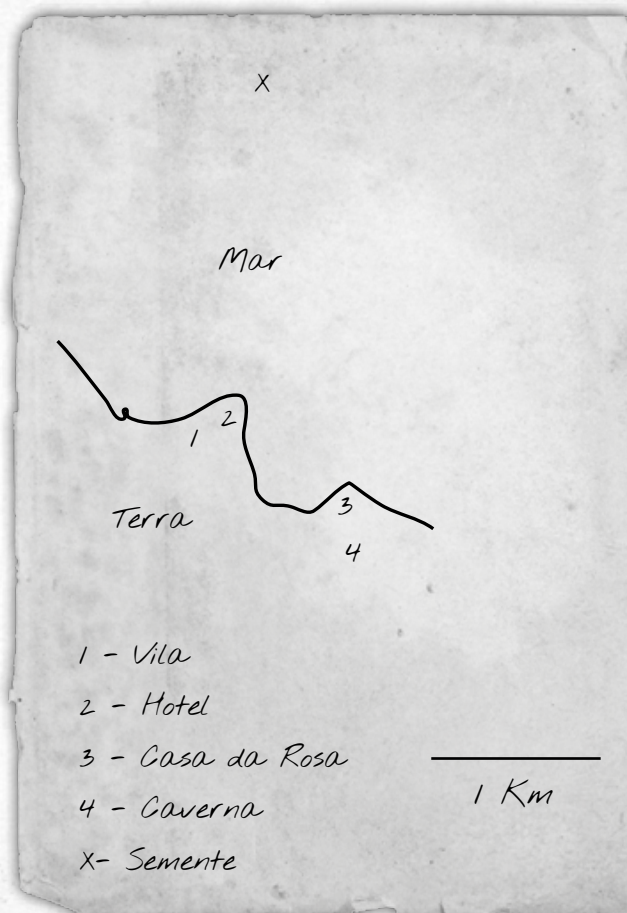 X
Mar
2
1
3
Terra
4
1 - Vila
2 - Hotel
3 - Casa da Rosa
1 Km
4 - Caverna
X- Semente